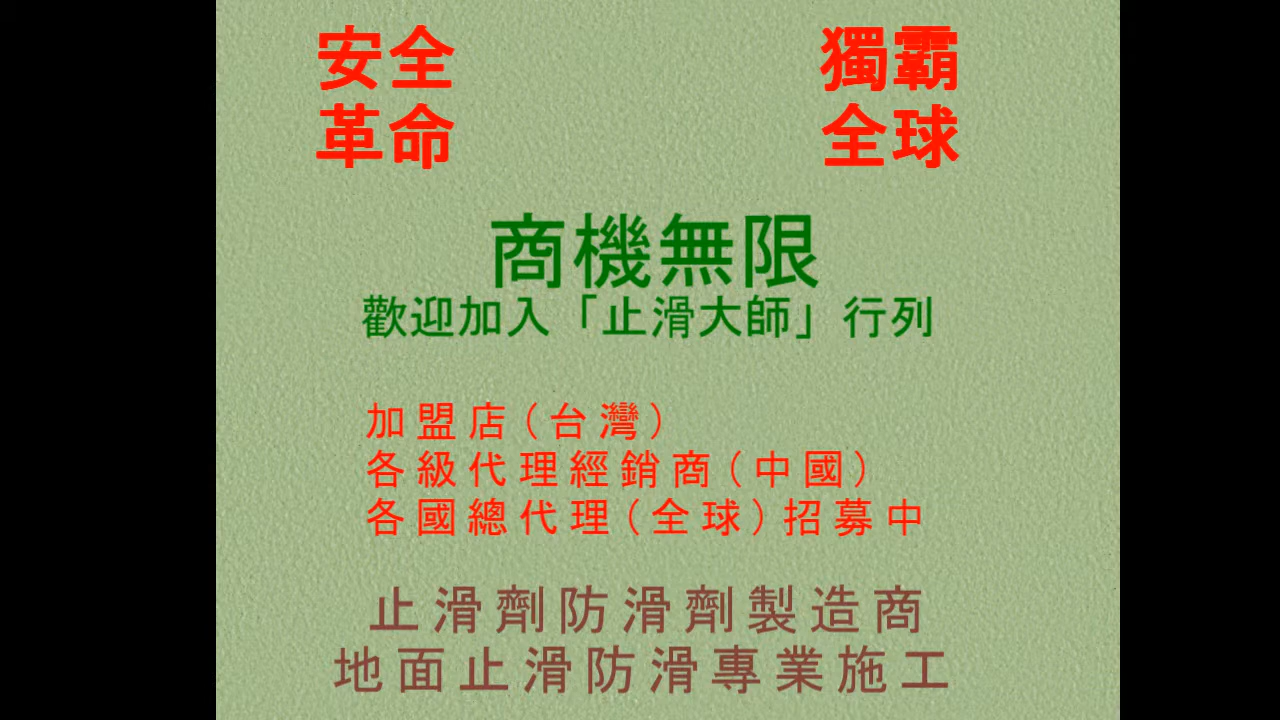 安全 獨霸
革命 全球
商機無限
歡迎加入「止滑大師」行列
加盟店(台灣)
各級代理經銷商(中國)
各國總代理(全球)招募中
止滑劑防滑劑製造商
地面止滑防滑專業施工